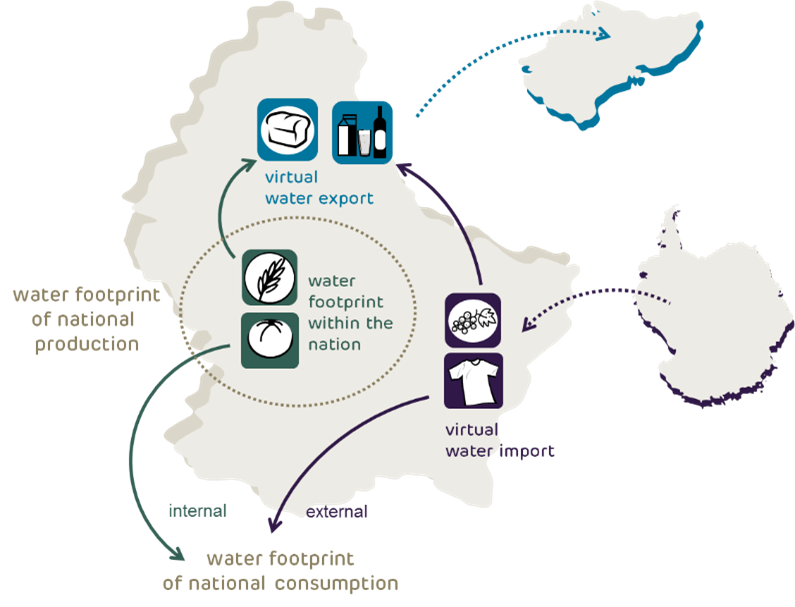 virtual
water export
water footprint
of national
production
water
footprint
within the
nation
virtual
water import
internal
external
water footprint
of national consumption